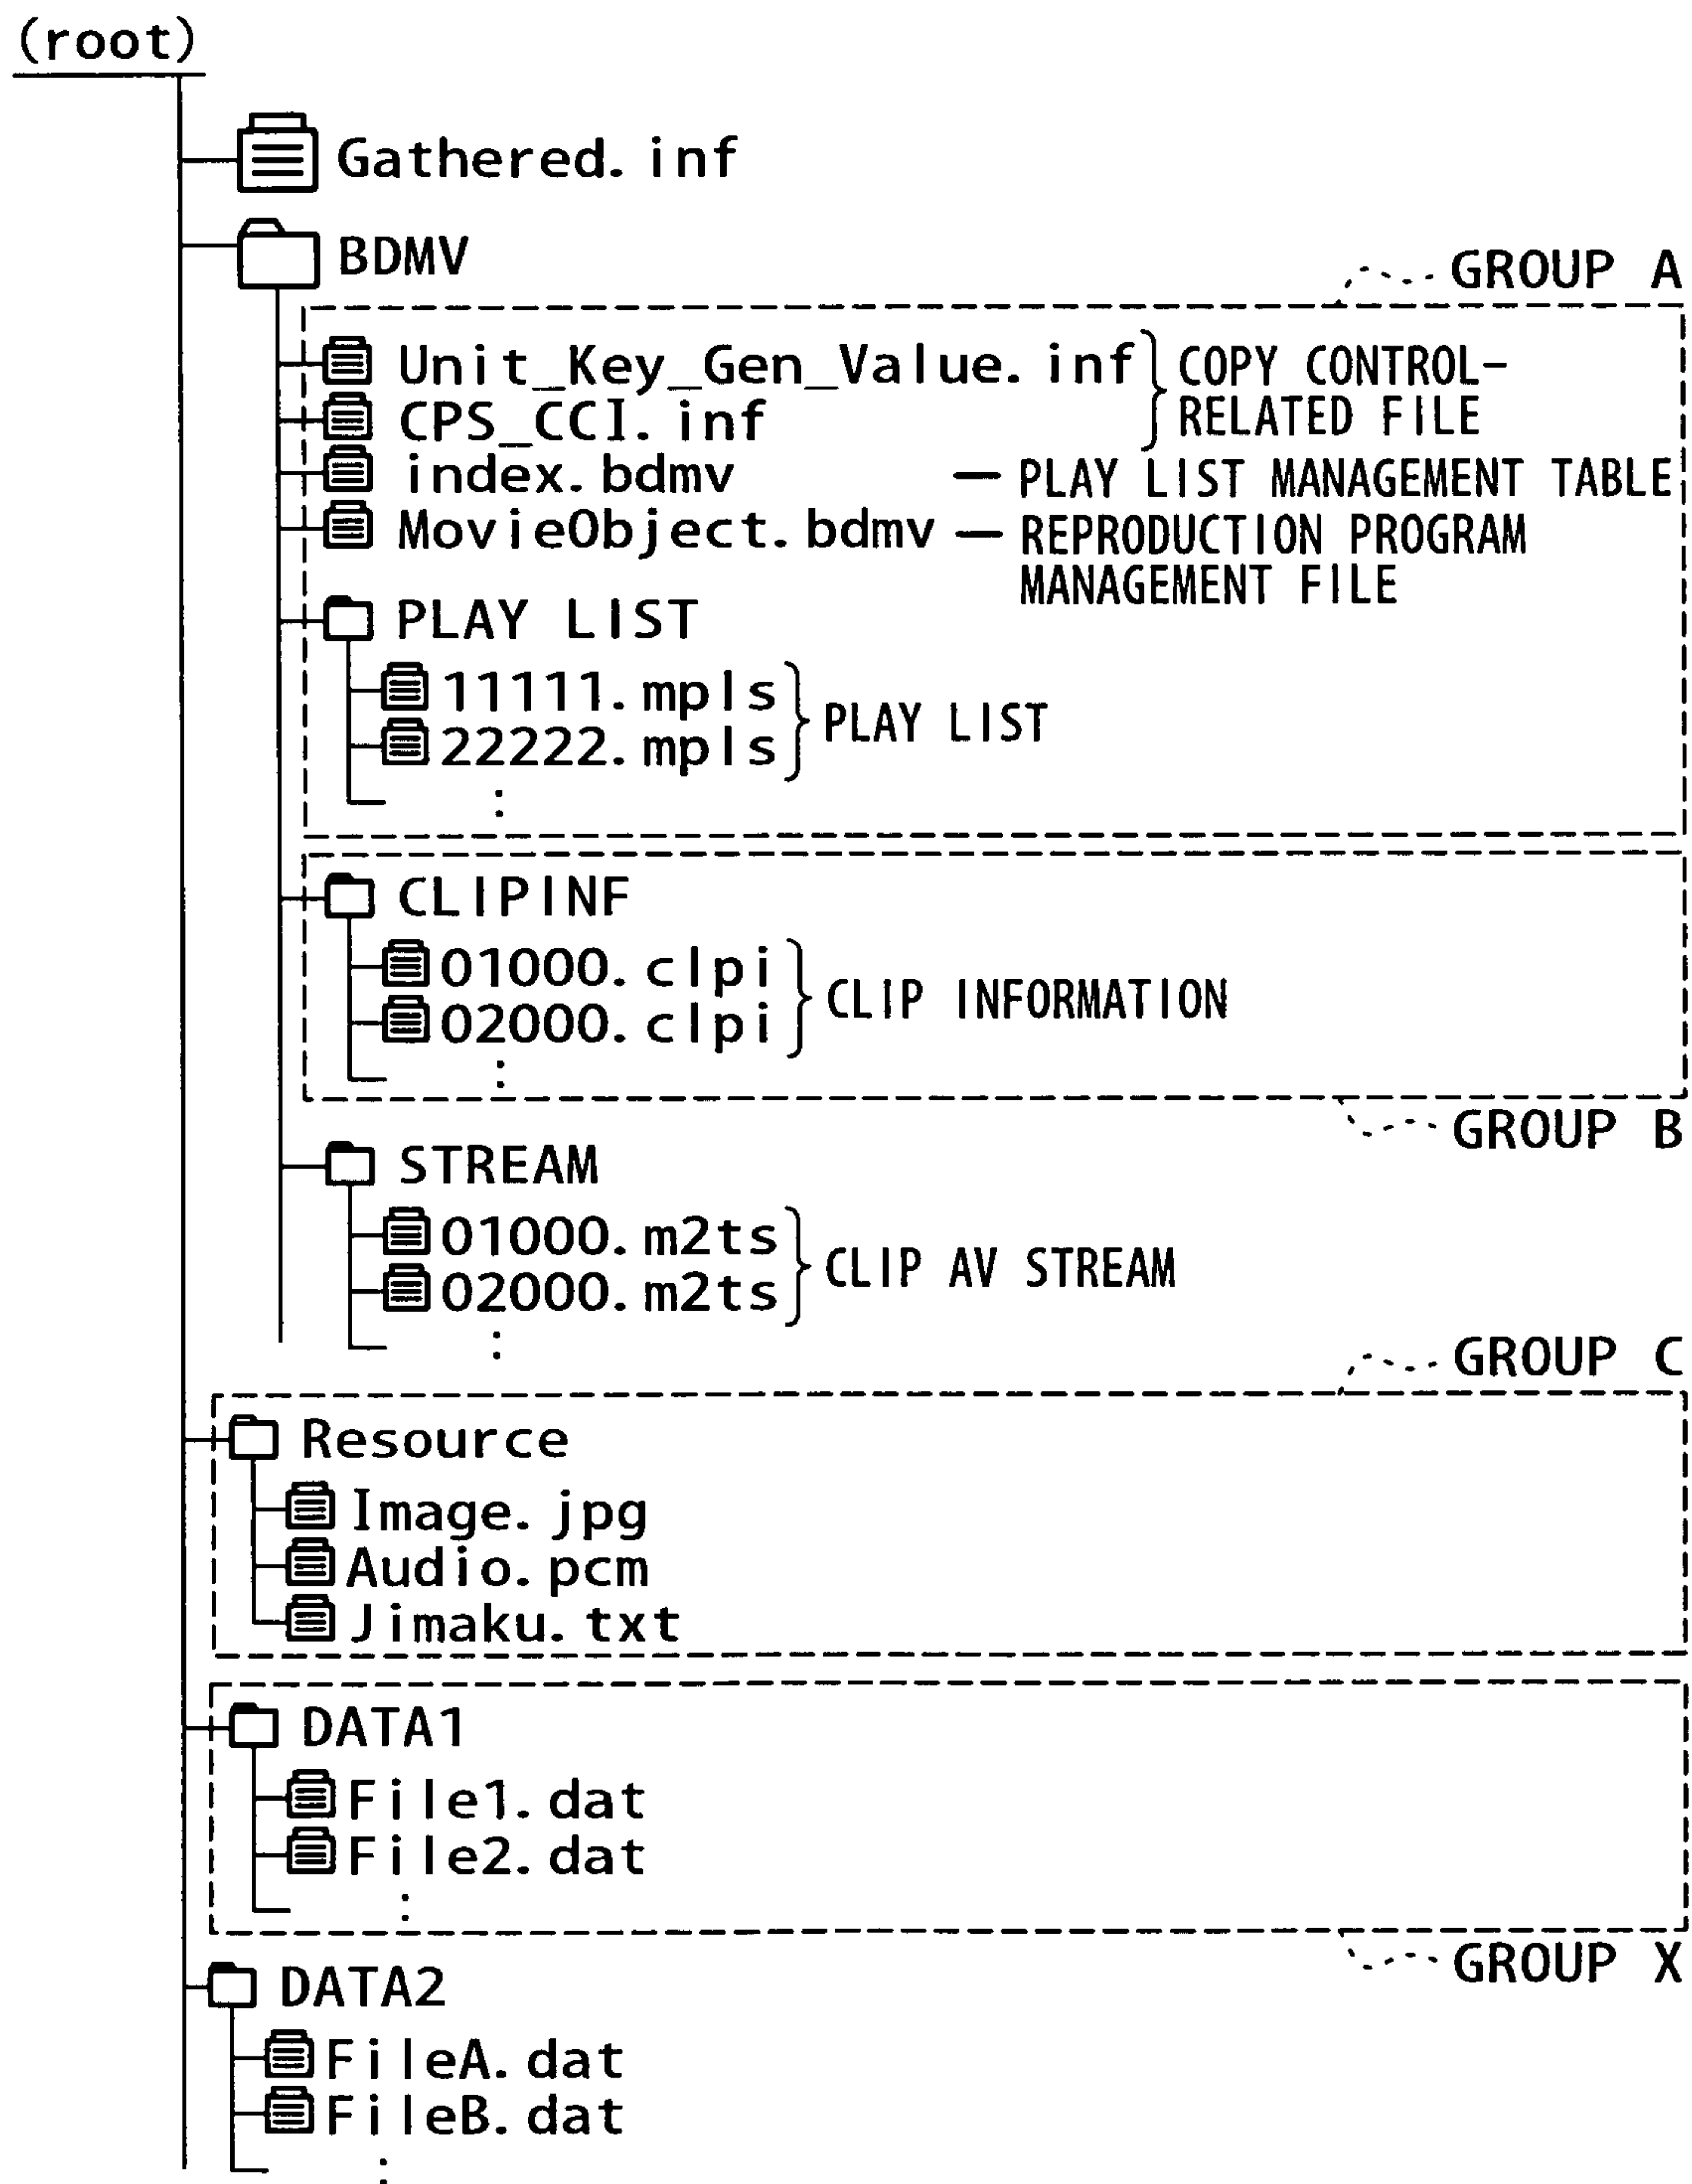 (root)
Gathered.inf
BDMV
GROUP A
Unit_Key_Gen_Value.inf
COPY CONTROL-
RELATED FILE
CPS_CCI.inf
index.bdmv — PLAY LIST MANAGEMENT TABLE
MovieObject.bdmv — REPRODUCTION PROGRAM
MANAGEMENT FILE
PLAY LIST
11111.mpls
22222.mpls
PLAY LIST
:
CLIPINF
01000.clpi
02000.clpi
CLIP INFORMATION
:
GROUP B
STREAM
01000.m2ts
02000.m2ts
CLIP AV STREAM
:
GROUP C
Resource
Image.jpg
Audio.pcm
Jimaku.txt
DATA1
File1.dat
File2.dat
:
GROUP X
DATA2
FileA.dat
FileB.dat
: